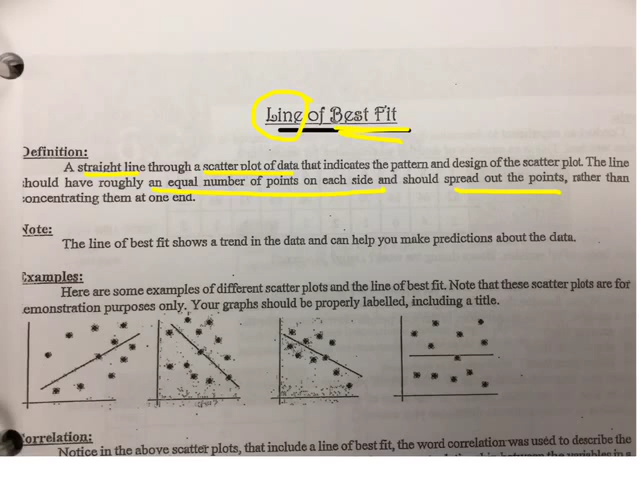 Line of Best Fit
Definition:
A straight line through a scatter plot of data that indicates the pattern and design of the scatter plot. The line
should have roughly an equal number of points on each side and should spread out the points, rather than
concentrating them at one end.
Note:
The line of best fit shows a trend in the data and can help you make predictions about the data.
Examples:
Here are some examples of different scatter plots and the line of best fit. Note that these scatter plots are for
demonstration purposes only. Your graphs should be properly labelled, including a title.
Correlation:
Notice in the above scatter plots, that include a line of best fit, the word correlation was used to describe the